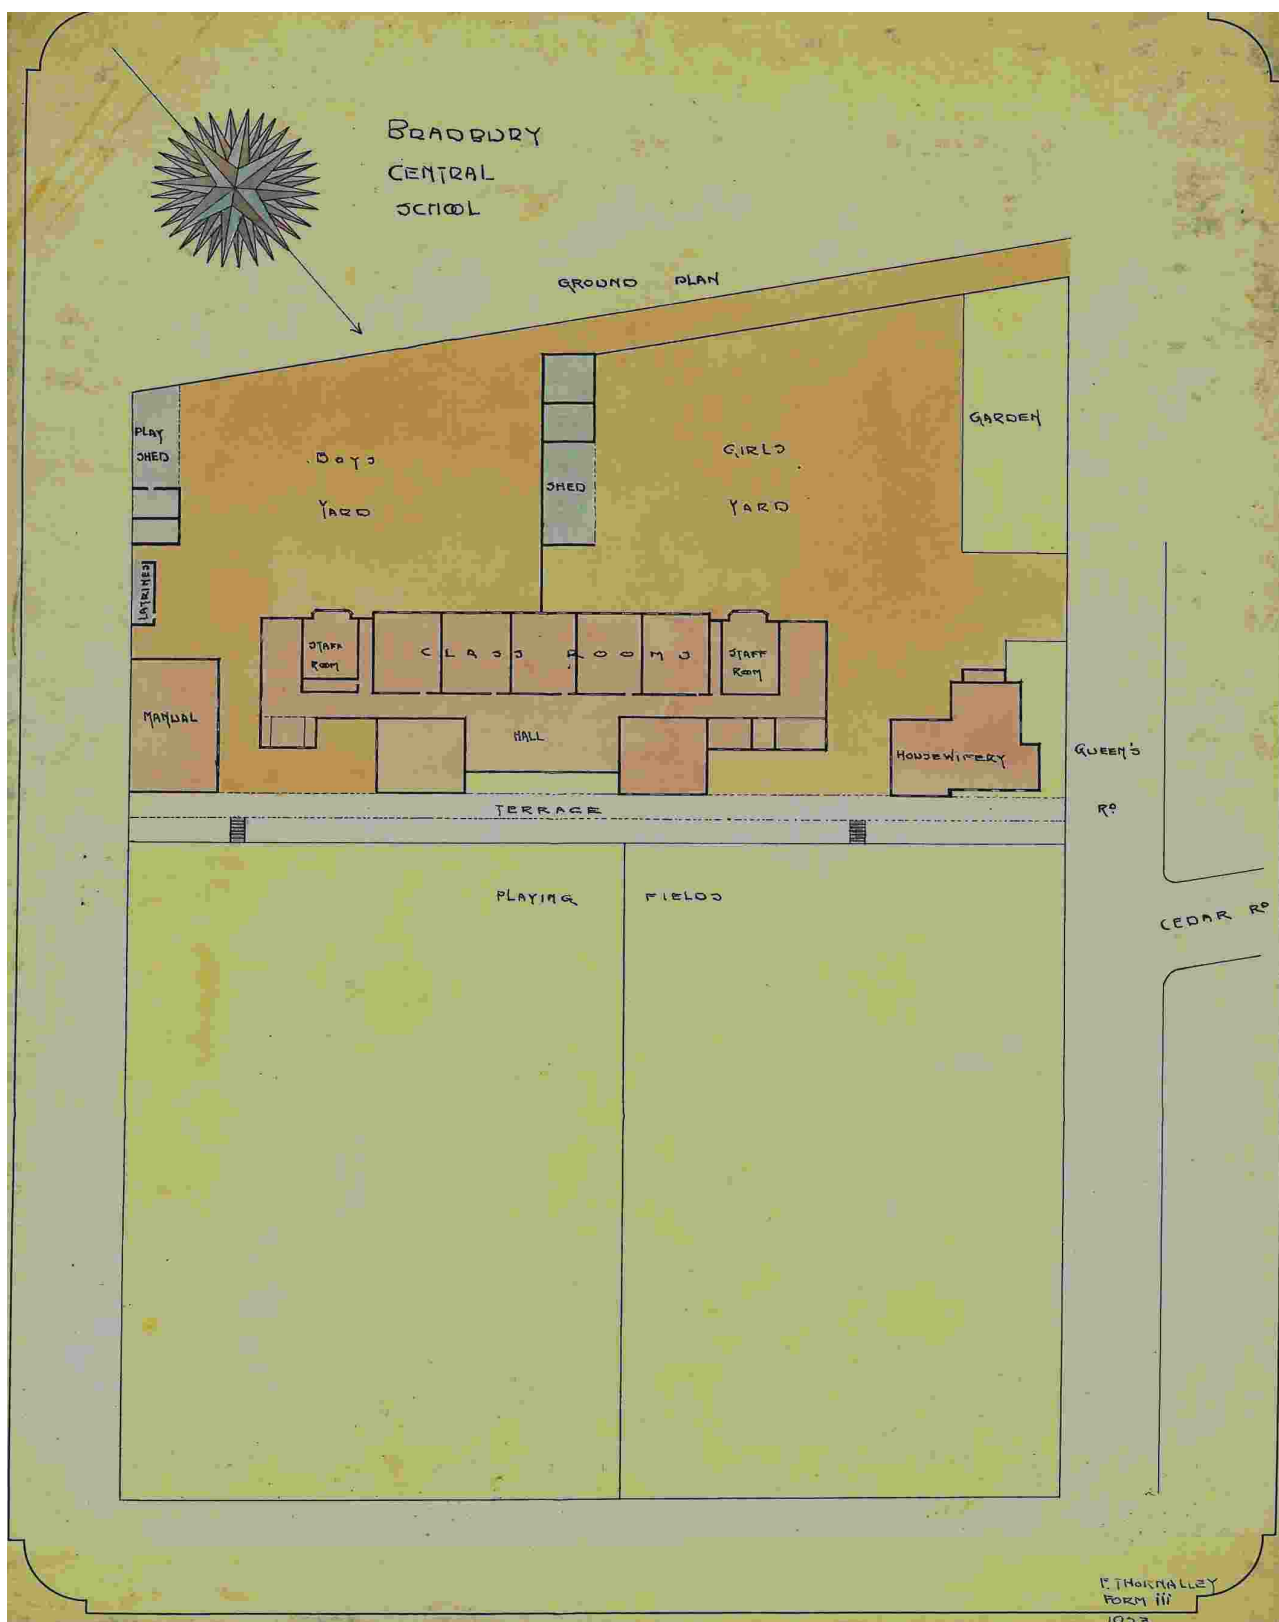 BRADBURY
CENTRAL
SCHOOL
GROUND PLAN
PLAY
SHED
BOYS
YARD
SHED
GIRLS
YARD
GARDEN
LATRINES
STAFF
ROOM
CLASS ROOMS
STAFF
ROOM
MANUAL
HALL
HOUSEWIFERY
QUEEN'S
RD
TERRACE
PLAYING FIELDS
CEDAR RD
THORNALLEY
FORM iii